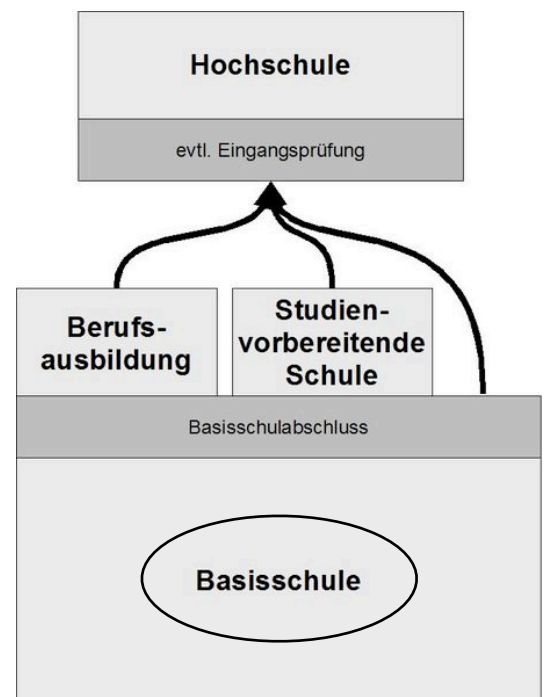 Hochschule
evtl. Eingangsprüfung
Berufs-
ausbildung
Studien-
vorbereitende
Schule
Basisschulabschluss
Basisschule